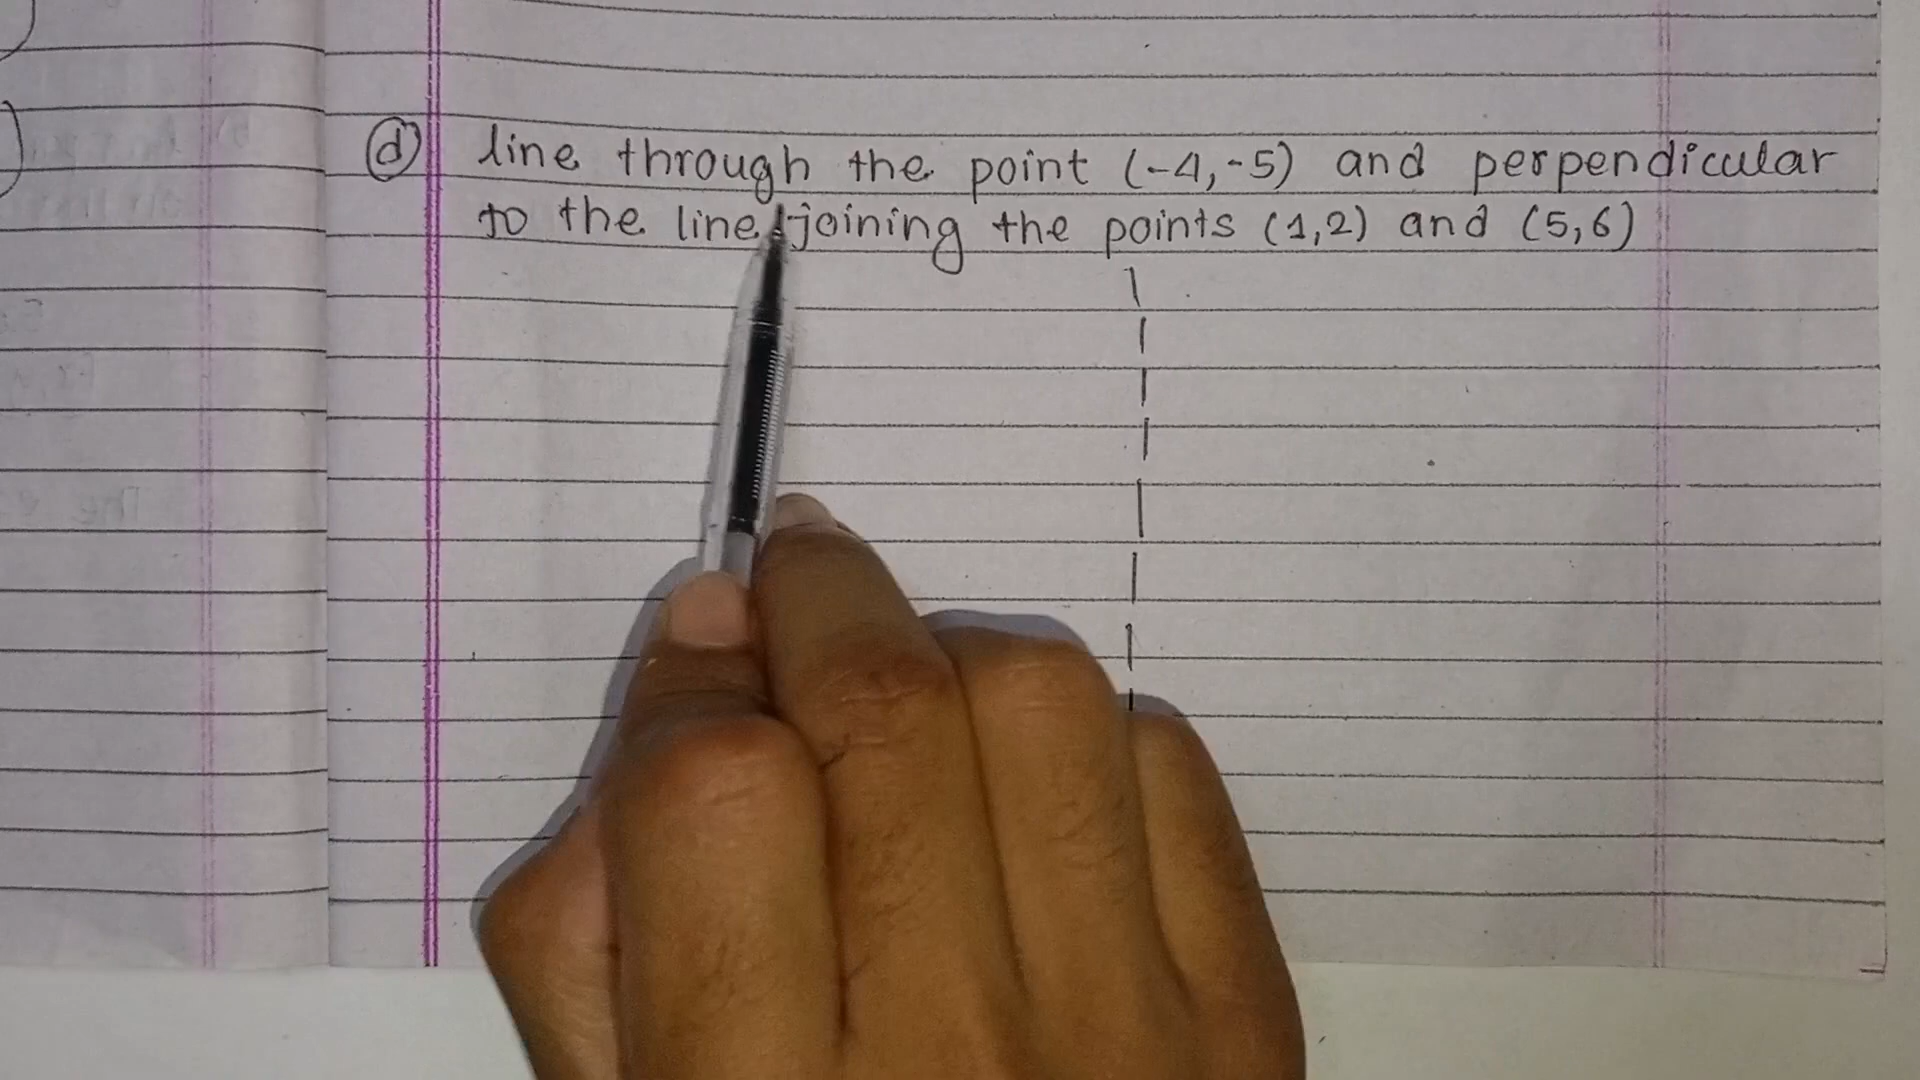 (d) line through the point (-4,-5) and perpendicular
to the line joining the points (1,2) and (5,6)